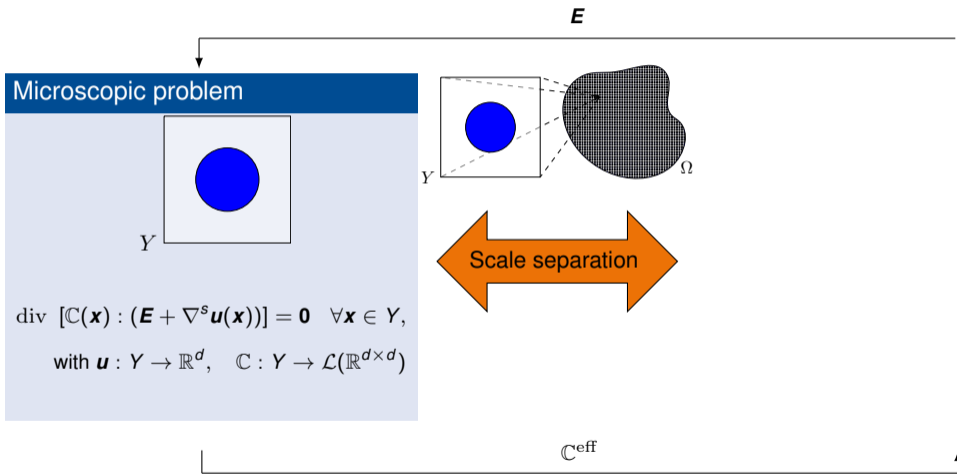 E
Microscopic problem
Y
Ω
Y
Scale separation
div [ℂ(x) : (E + ∇ˢu(x))] = 0 ∀x ∈ Y,
with u : Y → ℝᵈ, ℂ : Y → ℒ(ℝᵈˣᵈ)
ℂᵉᶠᶠ